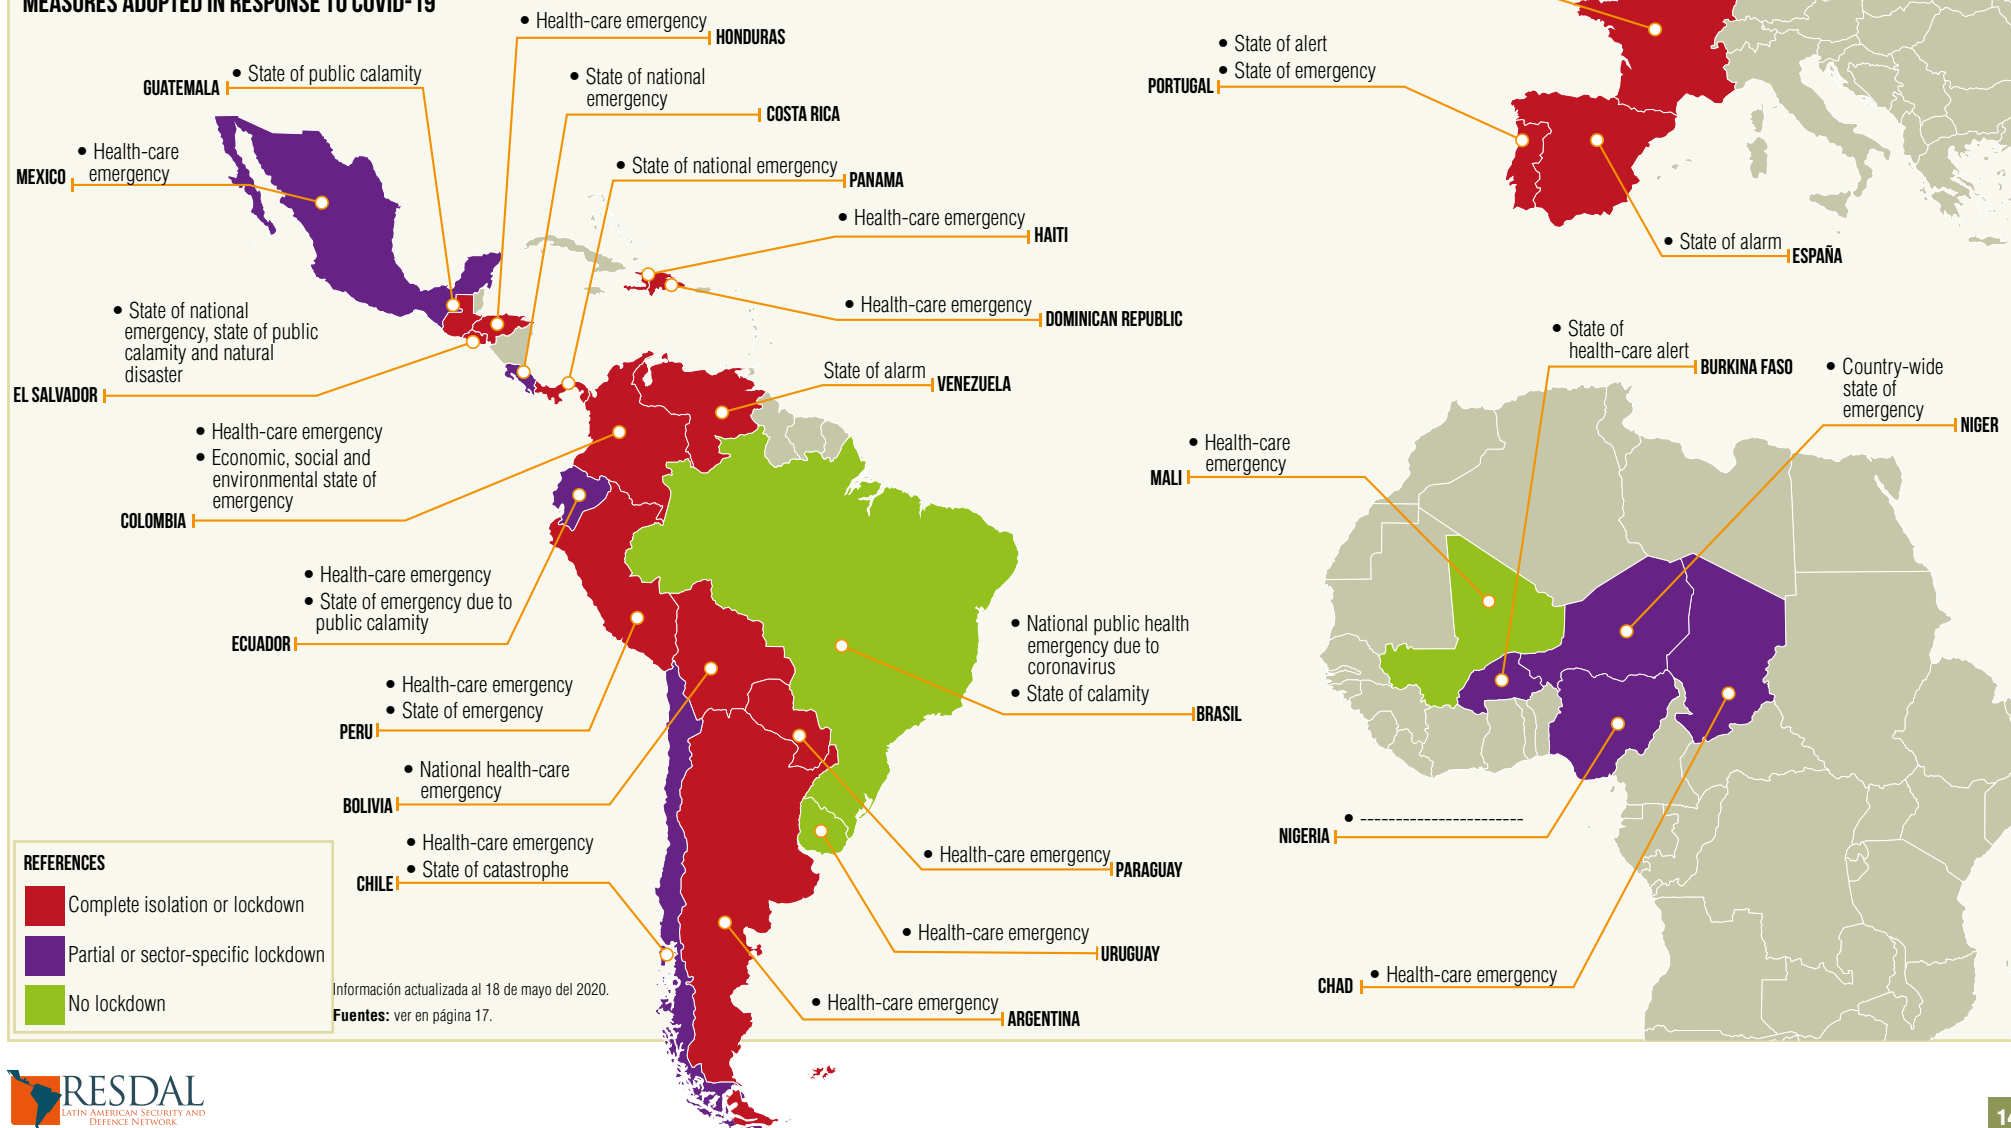 MEASURES ADOPTED IN RESPONSE TO COVID-19
• Health-care emergency
HONDURAS
• State of public calamity
GUATEMALA
• State of national
emergency
COSTA RICA
• Health-care
emergency
MEXICO
• State of national emergency
PANAMA
• Health-care emergency
HAITI
• Health-care emergency
DOMINICAN REPUBLIC
• State of national
emergency, state of public
calamity and natural
disaster
EL SALVADOR
State of alarm
VENEZUELA
• Health-care emergency
• Economic, social and
environmental state of
emergency
COLOMBIA
• Health-care emergency
• State of emergency due to
public calamity
ECUADOR
• Health-care emergency
• State of emergency
PERU
• National public health
emergency due to
coronavirus
• State of calamity
BRASIL
• National health-care
emergency
BOLIVIA
• Health-care emergency
• State of catastrophe
CHILE
• Health-care emergency
PARAGUAY
• Health-care emergency
URUGUAY
• Health-care emergency
ARGENTINA
• State of alert
• State of emergency
PORTUGAL
• State of alarm
ESPAÑA
• State of
health-care alert
BURKINA FASO
• Country-wide
state of
emergency
NIGER
• Health-care
emergency
MALI
• -----------------------
NIGERIA
• Health-care emergency
CHAD
REFERENCES
Complete isolation or lockdown
Partial or sector-specific lockdown
No lockdown
Información actualizada al 18 de mayo del 2020.
Fuentes: ver en página 17.
RESDAL
LATIN AMERICAN SECURITY AND
DEFENCE NETWORK